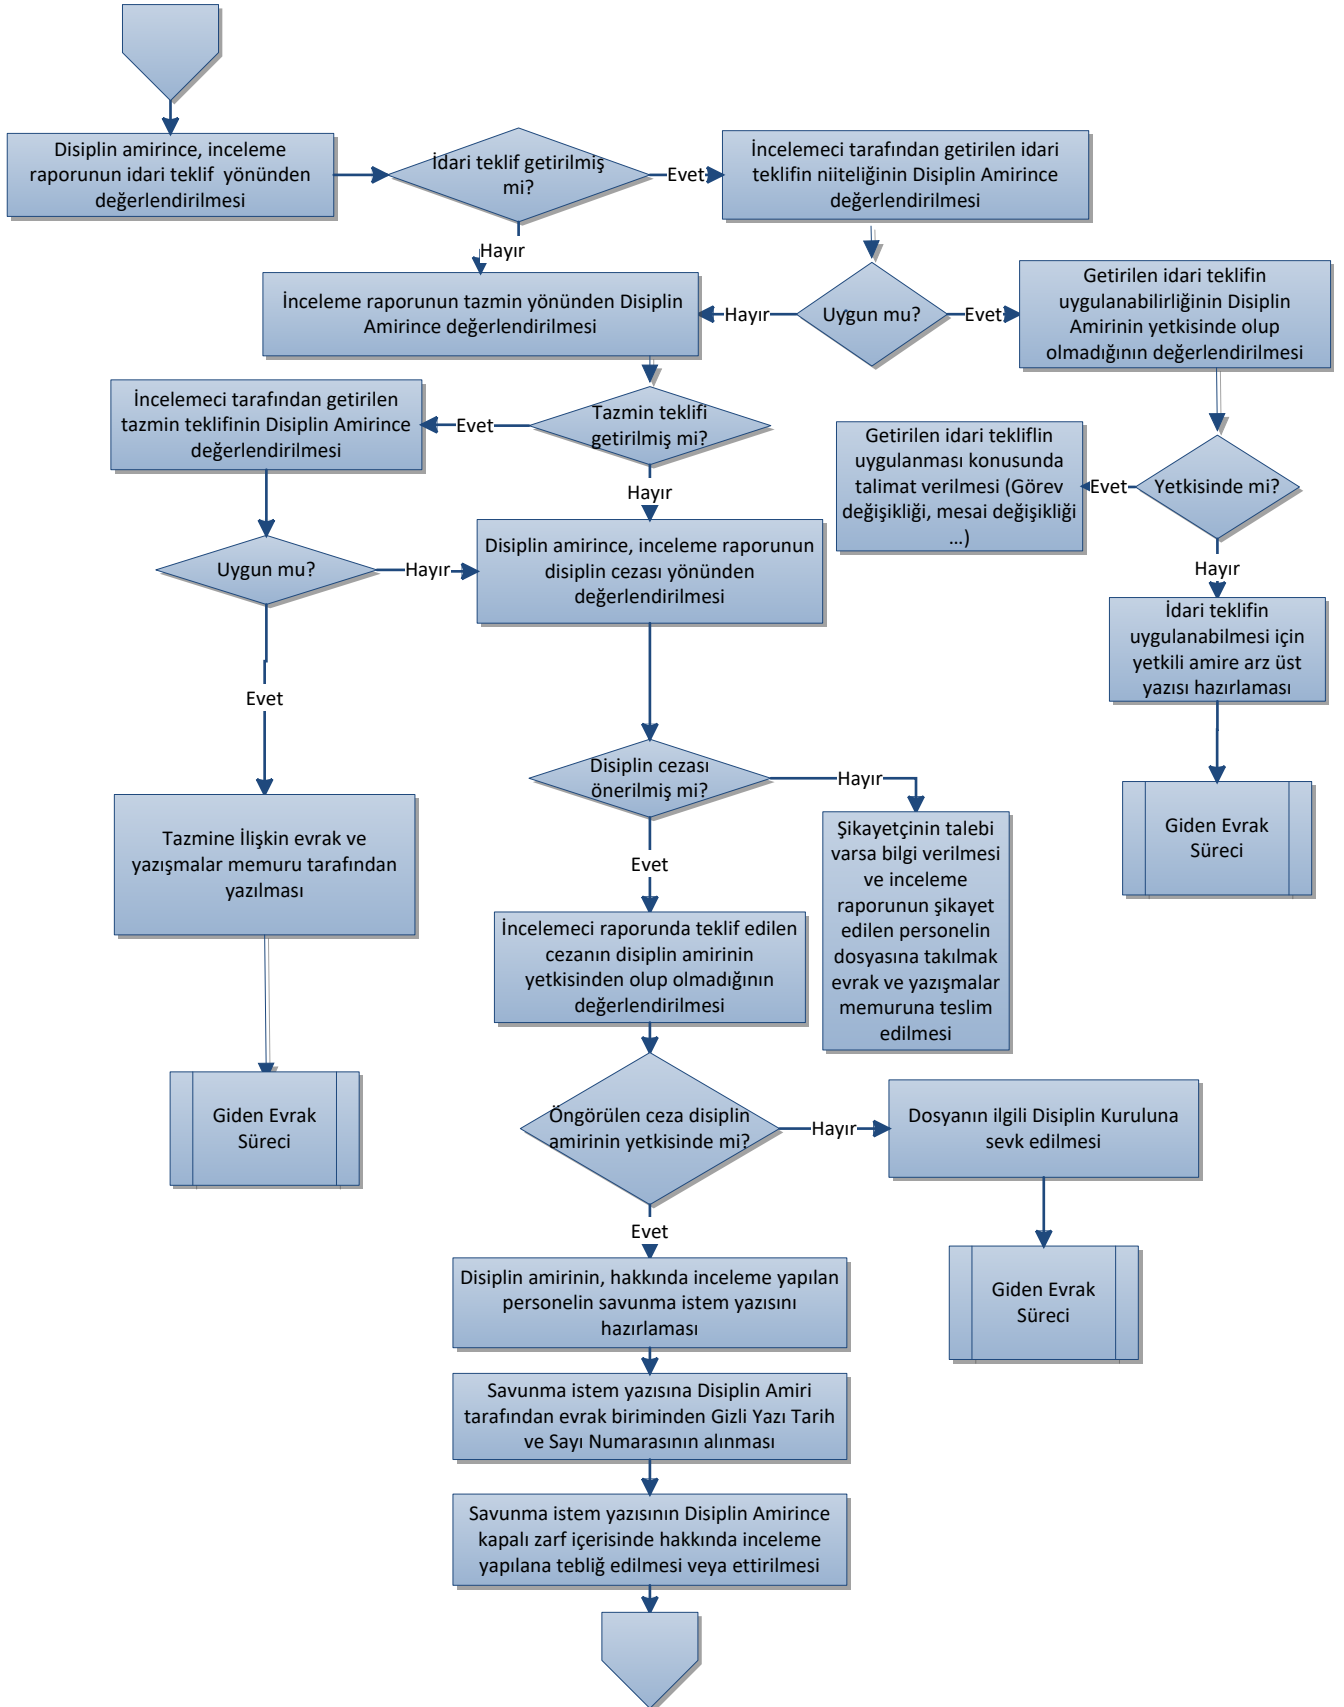 Disiplin amirince, inceleme
raporunun idari teklif yönünden
değerlendirilmesi
İdari teklif getirilmiş
mi?
Evet
İncelemeci tarafından getirilen idari
teklifin niiteliğinin Disiplin Amirince
değerlendirilmesi
Hayır
İnceleme raporunun tazmin yönünden Disiplin
Amirince değerlendirilmesi
Hayır
Uygun mu?
Evet
Getirilen idari teklifin
uygulanabilirliğinin Disiplin
Amirinin yetkisinde olup
olmadığının değerlendirilmesi
İncelemeci tarafından getirilen
tazmin teklifinin Disiplin Amirince
değerlendirilmesi
Evet
Tazmin teklifi
getirilmiş mi?
Getirilen idari tekliflin
uygulanması konusunda
talimat verilmesi (Görev
değişikliği, mesai değişikliği
...)
Evet
Yetkisinde mi?
Hayır
Uygun mu?
Hayır
Disiplin amirince, inceleme raporunun
disiplin cezası yönünden
değerlendirilmesi
Hayır
İdari teklifin
uygulanabilmesi için
yetkili amire arz üst
yazısı hazırlaması
Evet
Disiplin cezası
önerilmiş mi?
Hayır
Giden Evrak
Süreci
Tazmine İlişkin evrak ve
yazışmalar memuru tarafından
yazılması
Evet
Şikayetçinin talebi
varsa bilgi verilmesi
ve inceleme
raporunun şikayet
edilen personelin
dosyasına takılmak
evrak ve yazışmalar
memuruna teslim
edilmesi
İncelemeci raporunda teklif edilen
cezanın disiplin amirinin
yetkisinden olup olmadığının
değerlendirilmesi
Giden Evrak
Süreci
Öngörülen ceza disiplin
amirinin yetkisinde mi?
Hayır
Dosyanın ilgili Disiplin Kuruluna
sevk edilmesi
Evet
Disiplin amirinin, hakkında inceleme yapılan
personelin savunma istem yazısını
hazırlaması
Giden Evrak
Süreci
Savunma istem yazısına Disiplin Amiri
tarafından evrak biriminden Gizli Yazı Tarih
ve Sayı Numarasının alınması
Savunma istem yazısının Disiplin Amirince
kapalı zarf içerisinde hakkında inceleme
yapılana tebliğ edilmesi veya ettirilmesi